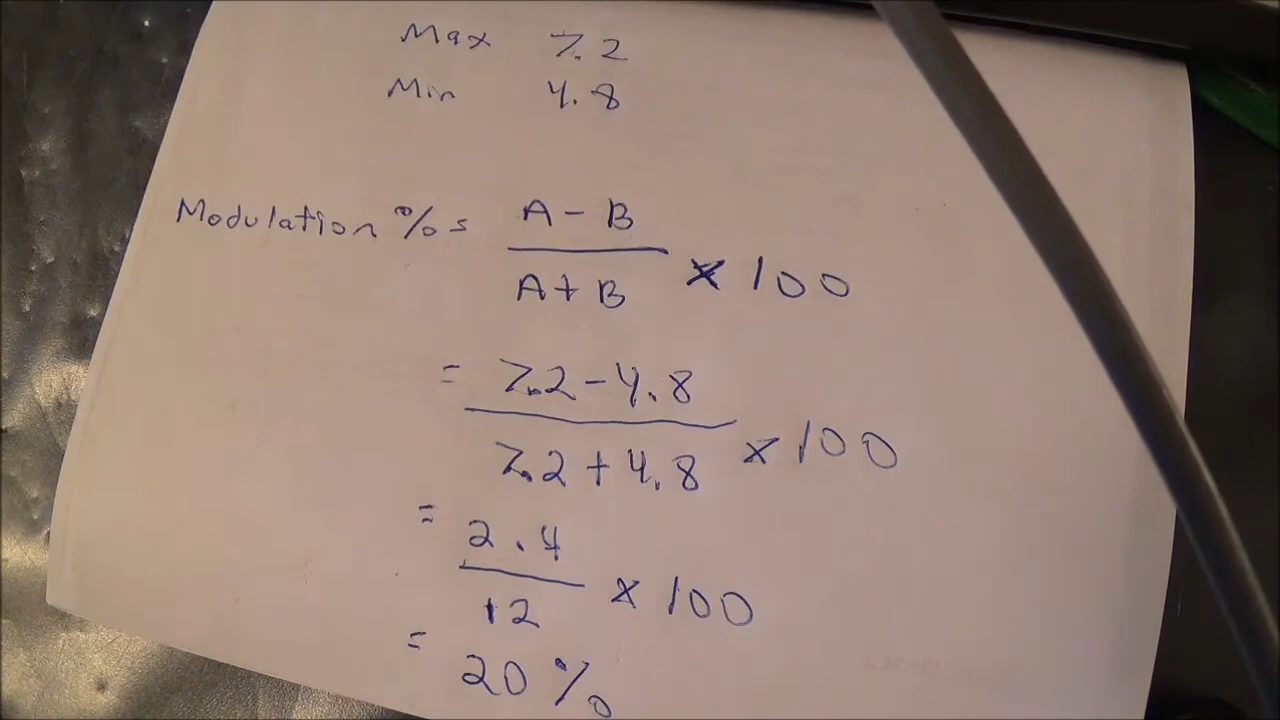 Max 7.2
Min 4.8
Modulation %s A - B
A + B × 100
= 7.2 - 4.8
7.2 + 4.8 × 100
= 2.4
12 × 100
= 20 %